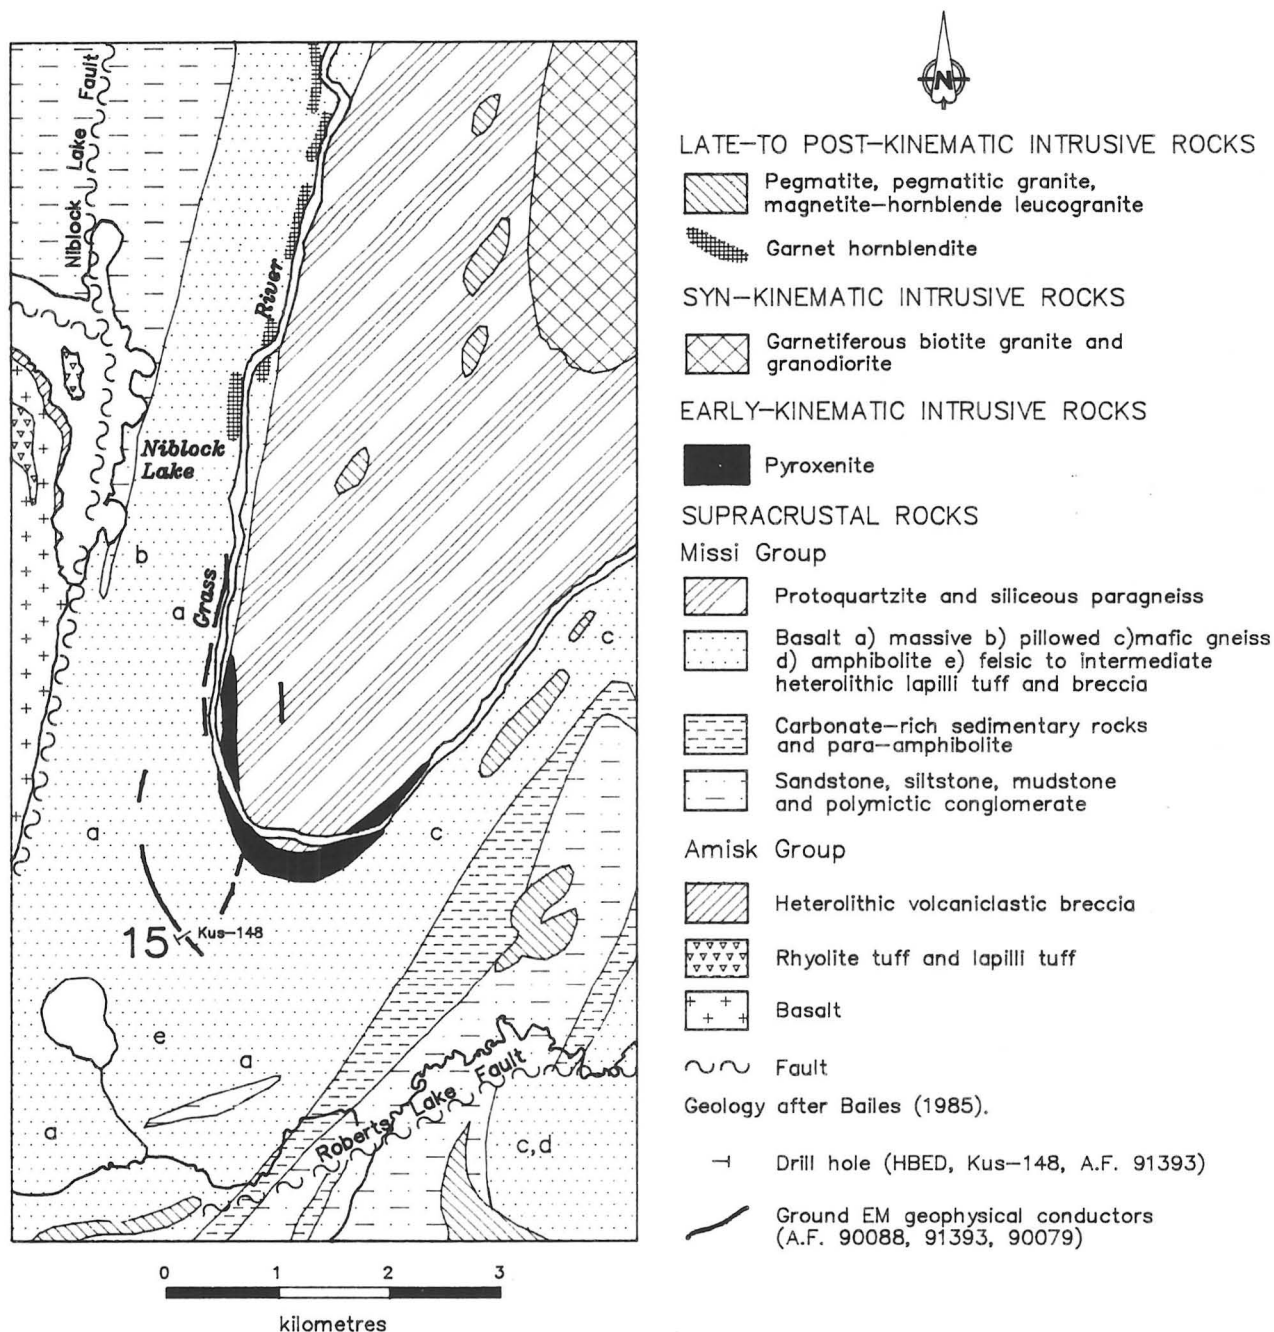 N
LATE-TO POST-KINEMATIC INTRUSIVE ROCKS
Pegmatite, pegmatitic granite,
magnetite-hornblende leucogranite
Garnet hornblendite
SYN-KINEMATIC INTRUSIVE ROCKS
Garnetiferous biotite granite and
granodiorite
EARLY-KINEMATIC INTRUSIVE ROCKS
Pyroxenite
SUPRACRUSTAL ROCKS
Missi Group
Protoquartzite and siliceous paragneiss
Basalt a) massive b) pillowed c)mafic gneiss
d) amphibolite e) felsic to intermediate
heterolithic lapilli tuff and breccia
Carbonate-rich sedimentary rocks
and para-amphibolite
Sandstone, siltstone, mudstone
and polymictic conglomerate
Amisk Group
Heterolithic volcaniclastic breccia
Rhyolite tuff and lapilli tuff
Basalt
Fault
Geology after Bailes (1985).
Drill hole (HBED, Kus-148, A.F. 91393)
Ground EM geophysical conductors
(A.F. 90088, 91393, 90079)
Niblock Lake Fault
River
Niblock
Lake
b
a
Grass
c
a
c
15
Kus-148
e
a
a
Roberts Lake Fault
c,d
0 1 2 3
kilometres